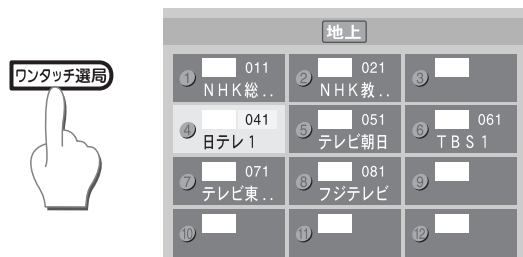 ワンタッチ選局
地上
① 011 ② 021 ③
NHK総‥ NHK教‥
④ 041 ⑤ 051 ⑥ 061
日テレ1 テレビ朝日 TBS1
⑦ 071 ⑧ 081 ⑨
テレビ東‥ フジテレビ
⑩ ⑪ ⑫